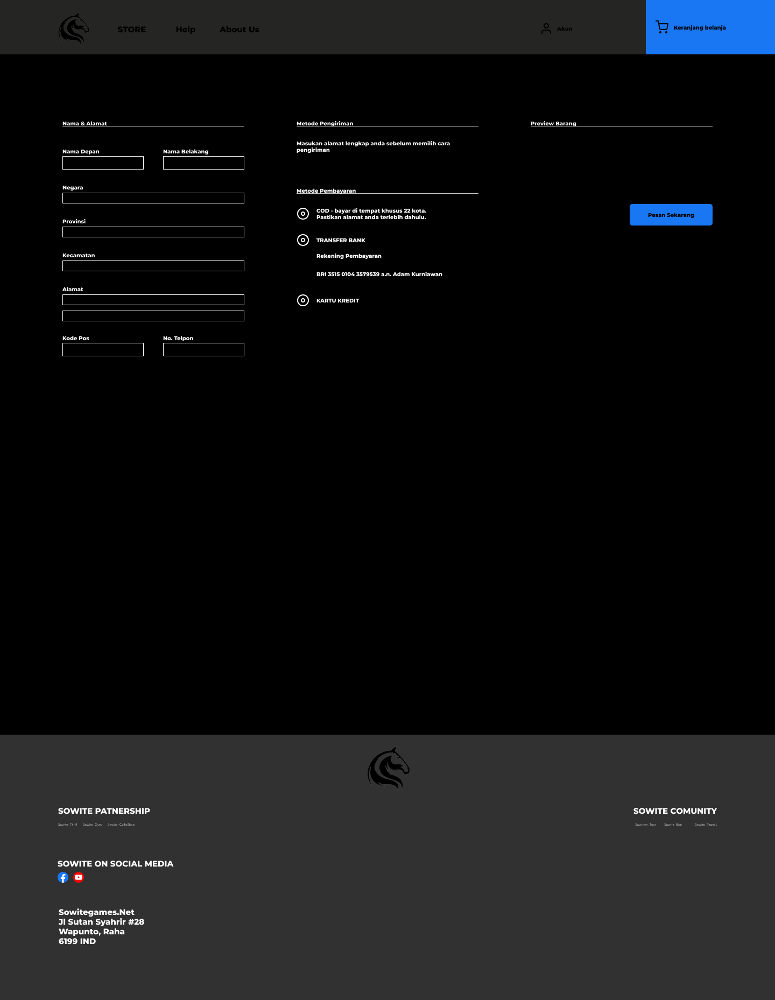 STORE
Help
About Us
Akun
Keranjang belanja
Nama & Alamat
Nama Depan
Nama Belakang
Negara
Provinsi
Kecamatan
Alamat
Kode Pos
No. Telpon
Metode Pengiriman
Masukan alamat lengkap anda sebelum memilih cara
pengiriman
Metode Pembayaran
COD - bayar di tempat khusus 22 kota.
Pastikan alamat anda terlebih dahulu.
TRANSFER BANK
Rekening Pembayaran
BRI 3515 0104 3579539 a.n. Adam Kurniawan
KARTU KREDIT
Preview Barang
Pesan Sekarang
SOWITE PATNERSHIP
Sowite_Thrift
Sowite_Gym
Sowite_CoffieShop
SOWITE COMUNITY
Sowitwe_Tour
Sowite_Bike
Sowite_Team's
SOWITE ON SOCIAL MEDIA
Sowitegames.Net
Jl Sutan Syahrir #28
Wapunto, Raha
6199 IND